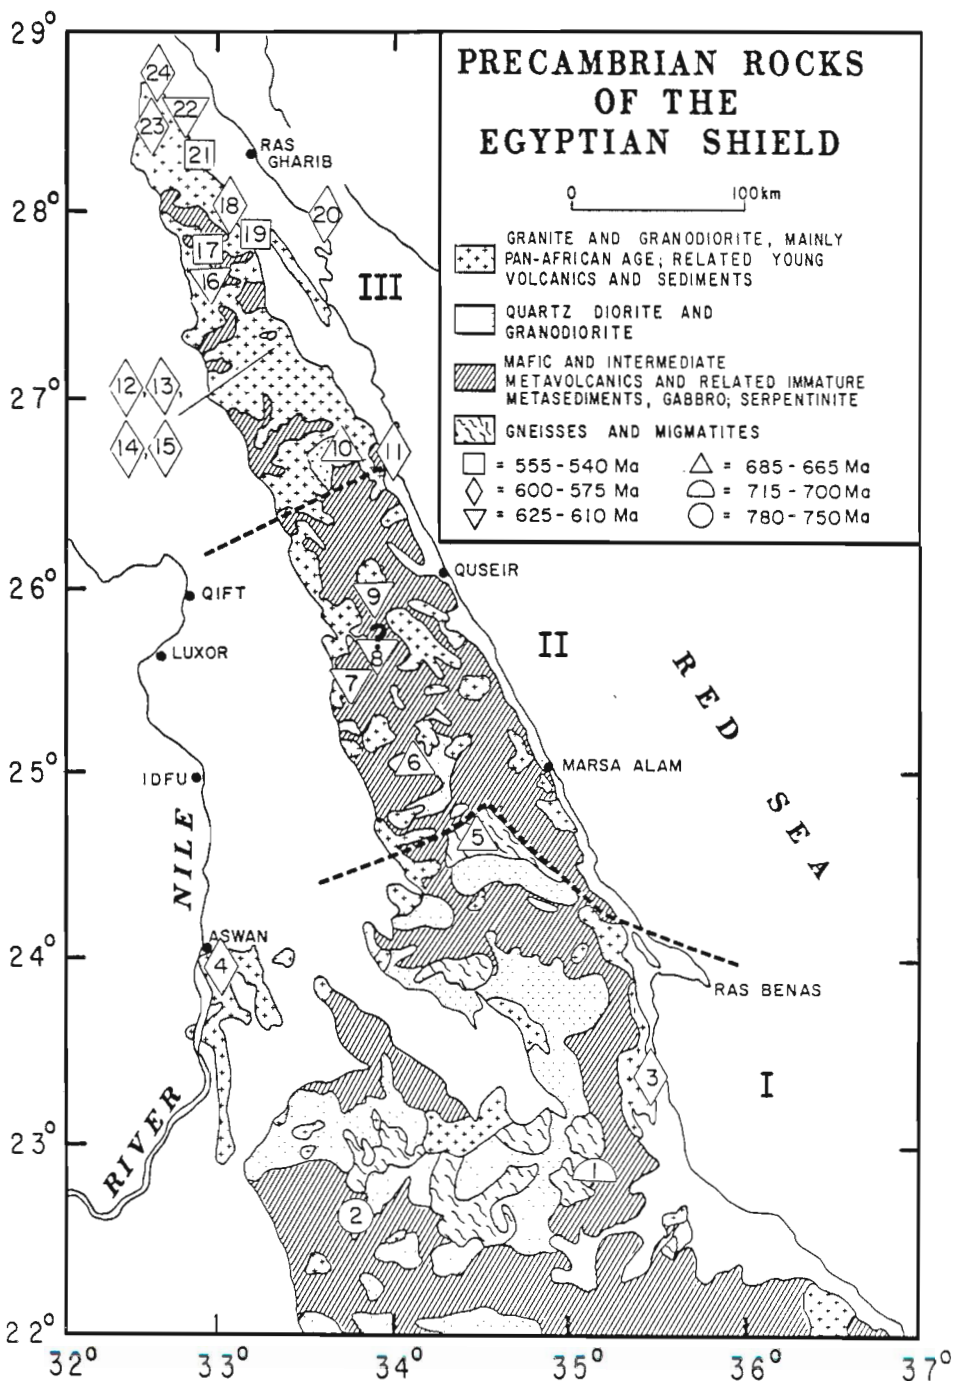 29°
28°
27°
26°
25°
24°
23°
22°
32°
33°
34°
35°
36°
37°
PRECAMBRIAN ROCKS
OF THE
EGYPTIAN SHIELD
0 100km
GRANITE AND GRANODIORITE, MAINLY
PAN-AFRICAN AGE; RELATED YOUNG
VOLCANICS AND SEDIMENTS
QUARTZ DIORITE AND
GRANODIORITE
MAFIC AND INTERMEDIATE
METAVOLCANICS AND RELATED IMMATURE
METASEDIMENTS, GABBRO; SERPENTINITE
GNEISSES AND MIGMATITES
= 555-540 Ma
= 600-575 Ma
= 625-610 Ma
= 685-665 Ma
= 715-700 Ma
= 780-750 Ma
24
22
23
21
RAS
GHARIB
18
20
19
17
16
III
12, 13,
14, 15
10
11
QUSEIR
QIFT
9
?
8
II
LUXOR
7
RED SEA
6
MARSA ALAM
IDFU
NILE
5
ASWAN
4
RAS BENAS
3
I
RIVER
1
2